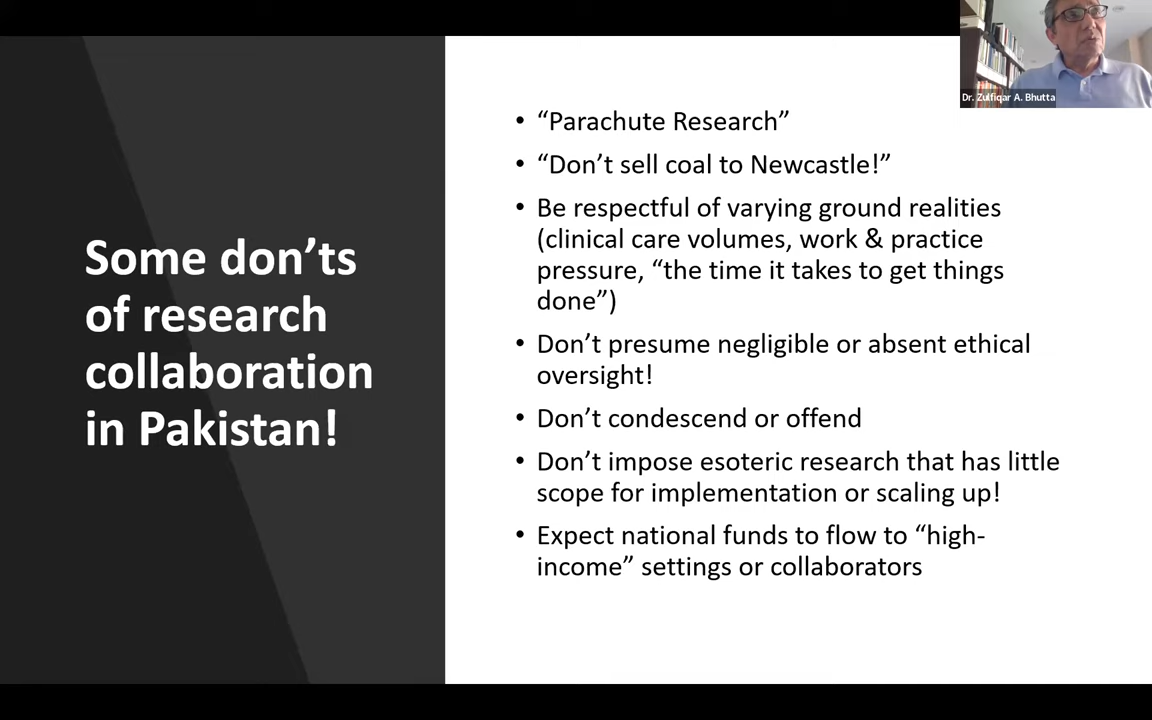 Dr. Zulfiqar A. Bhutta
Some don’ts
of research
collaboration
in Pakistan!
• “Parachute Research”
• “Don’t sell coal to Newcastle!”
• Be respectful of varying ground realities
(clinical care volumes, work & practice
pressure, “the time it takes to get things
done”)
• Don’t presume negligible or absent ethical
oversight!
• Don’t condescend or offend
• Don’t impose esoteric research that has little
scope for implementation or scaling up!
• Expect national funds to flow to “high-
income” settings or collaborators